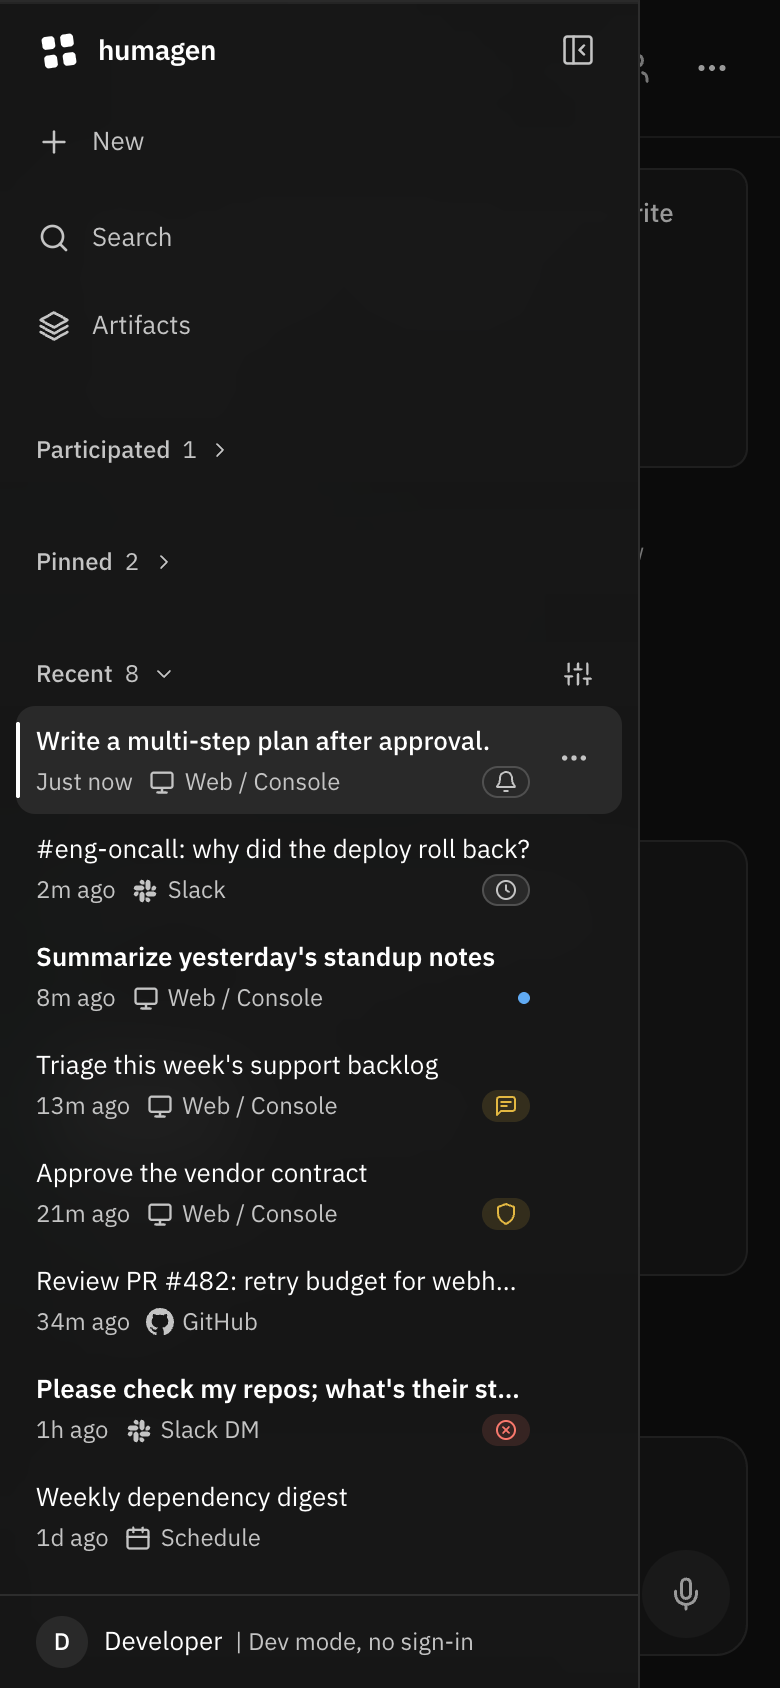 humagen
New
rite
Search
Artifacts
Participated 1
Pinned 2
Recent 8
Write a multi-step plan after approval.
Just now Web / Console
#eng-oncall: why did the deploy roll back?
2m ago Slack
Summarize yesterday's standup notes
8m ago Web / Console
Triage this week's support backlog
13m ago Web / Console
Approve the vendor contract
21m ago Web / Console
Review PR #482: retry budget for webh...
34m ago GitHub
Please check my repos; what's their st...
1h ago Slack DM
Weekly dependency digest
1d ago Schedule
D Developer | Dev mode, no sign-in